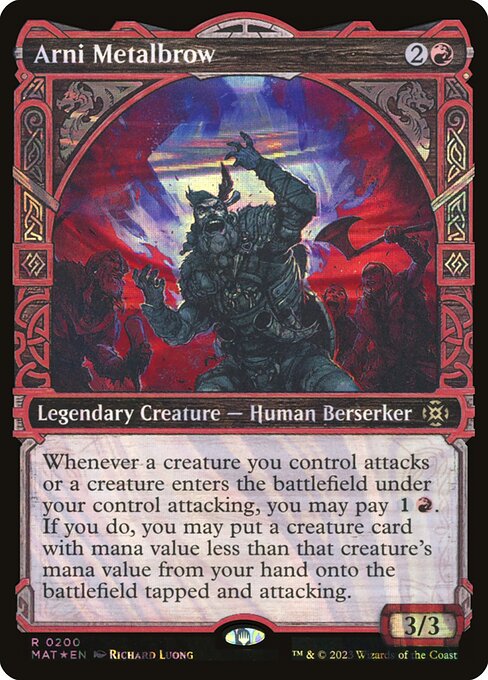 Arni Metalbrow 2
Legendary Creature — Human Berserker
Whenever a creature you control attacks
or a creature enters the battlefield under
your control attacking, you may pay 1 .
If you do, you may put a creature card
with mana value less than that creature's
mana value from your hand onto the
battlefield tapped and attacking.
3/3
R 0200
MAT★EN Richard Luong
™ & © 2023 Wizards of the Coast